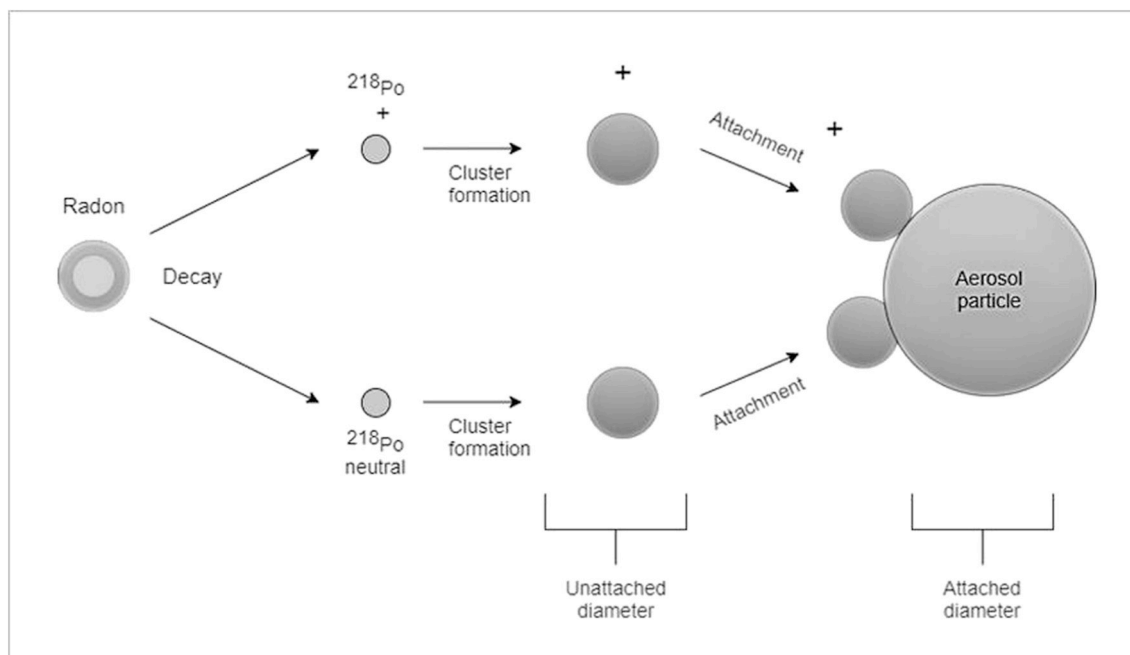 Radon
Decay
218Po
+
Cluster
formation
+
Attachment
+
218Po
neutral
Cluster
formation
Attachment
Aerosol
particle
Unattached
diameter
Attached
diameter